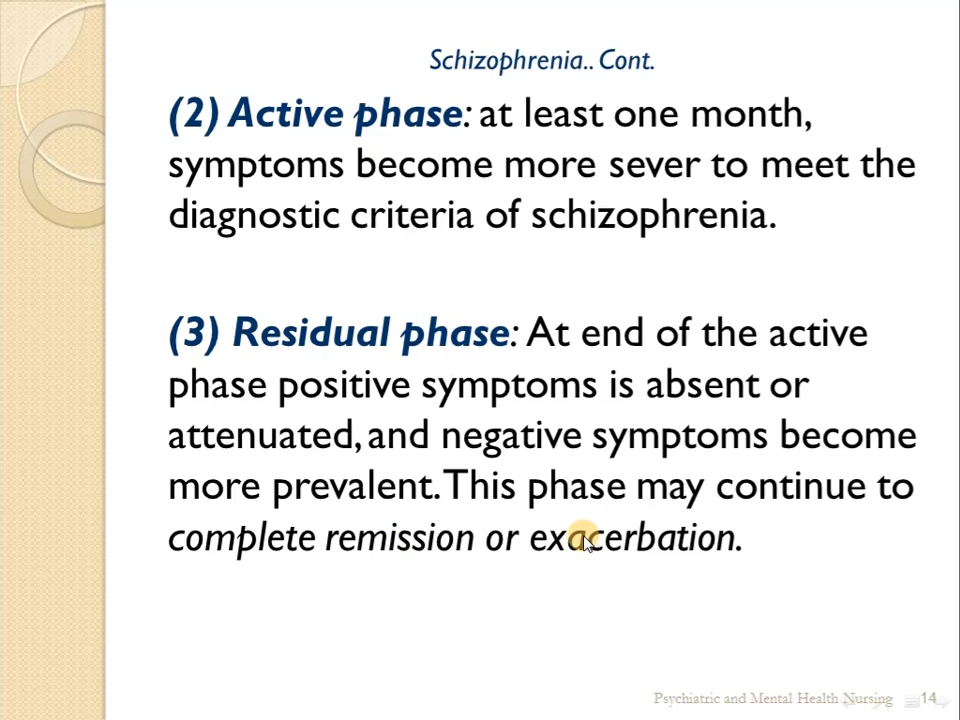 Schizophrenia.. Cont.
(2) Active phase: at least one month,
symptoms become more sever to meet the
diagnostic criteria of schizophrenia.
(3) Residual phase: At end of the active
phase positive symptoms is absent or
attenuated, and negative symptoms become
more prevalent. This phase may continue to
complete remission or exacerbation.
Psychiatric and Mental Health Nursing 14